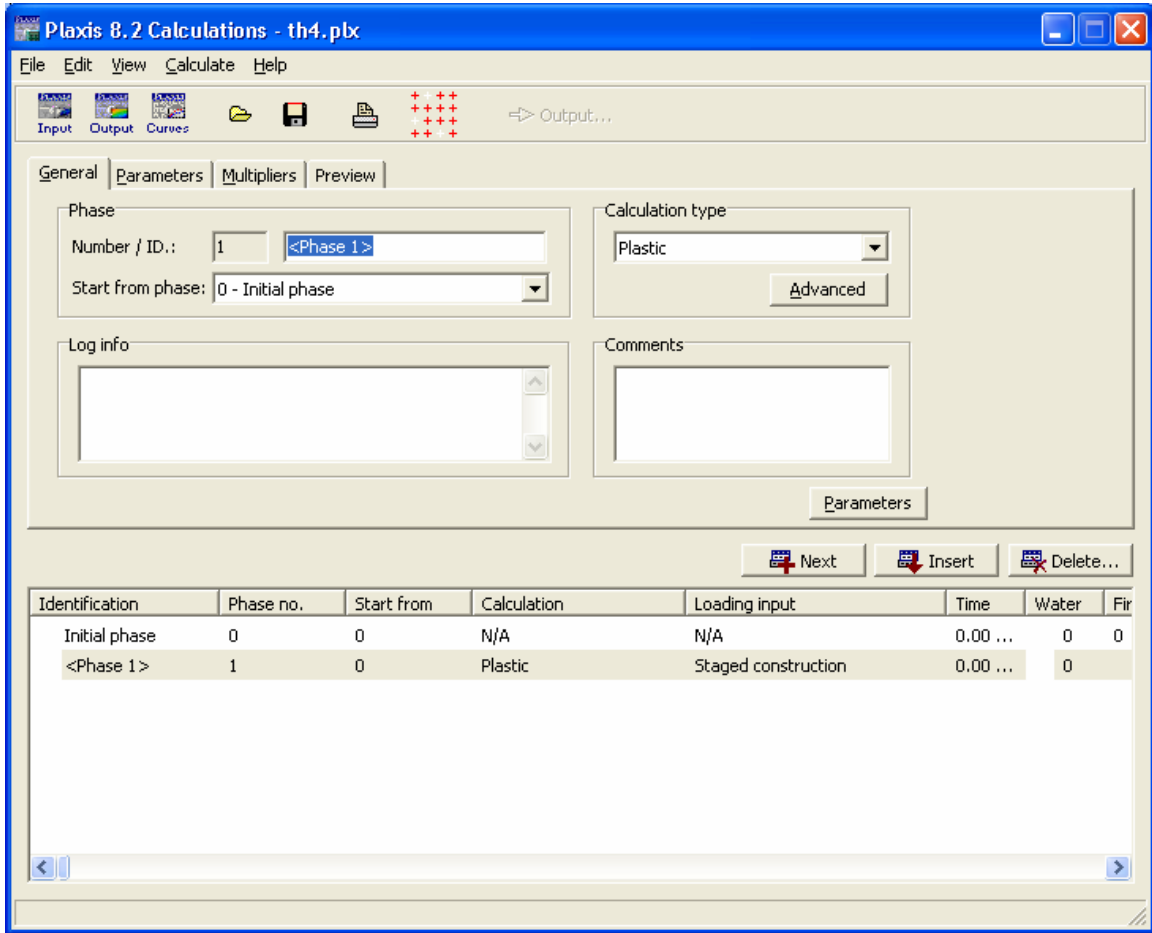 Plaxis 8.2 Calculations - th4.plx
File Edit View Calculate Help
Input Output Curves Output...
General Parameters Multipliers Preview
Phase Calculation type
Number / ID.: 1 <Phase 1> Plastic
Start from phase: 0 - Initial phase Advanced
Log info Comments
Parameters
Next Insert Delete...
Identification Phase no. Start from Calculation Loading input Time Water Fir
Initial phase 0 0 N/A N/A 0.00 ... 0 0
<Phase 1> 1 0 Plastic Staged construction 0.00 ... 0